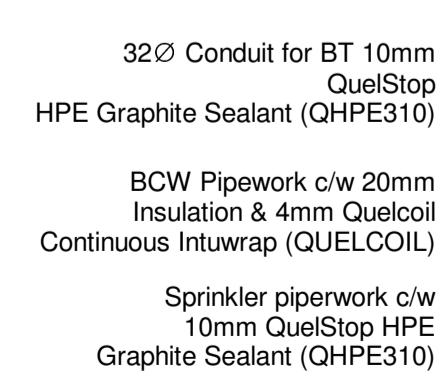 32∅ Conduit for BT 10mm
QuelStop
HPE Graphite Sealant (QHPE310)
BCW Pipework c/w 20mm
Insulation & 4mm Quelcoil
Continuous Intuwrap (QUELCOIL)
Sprinkler piperwork c/w
10mm QuelStop HPE
Graphite Sealant (QHPE310)